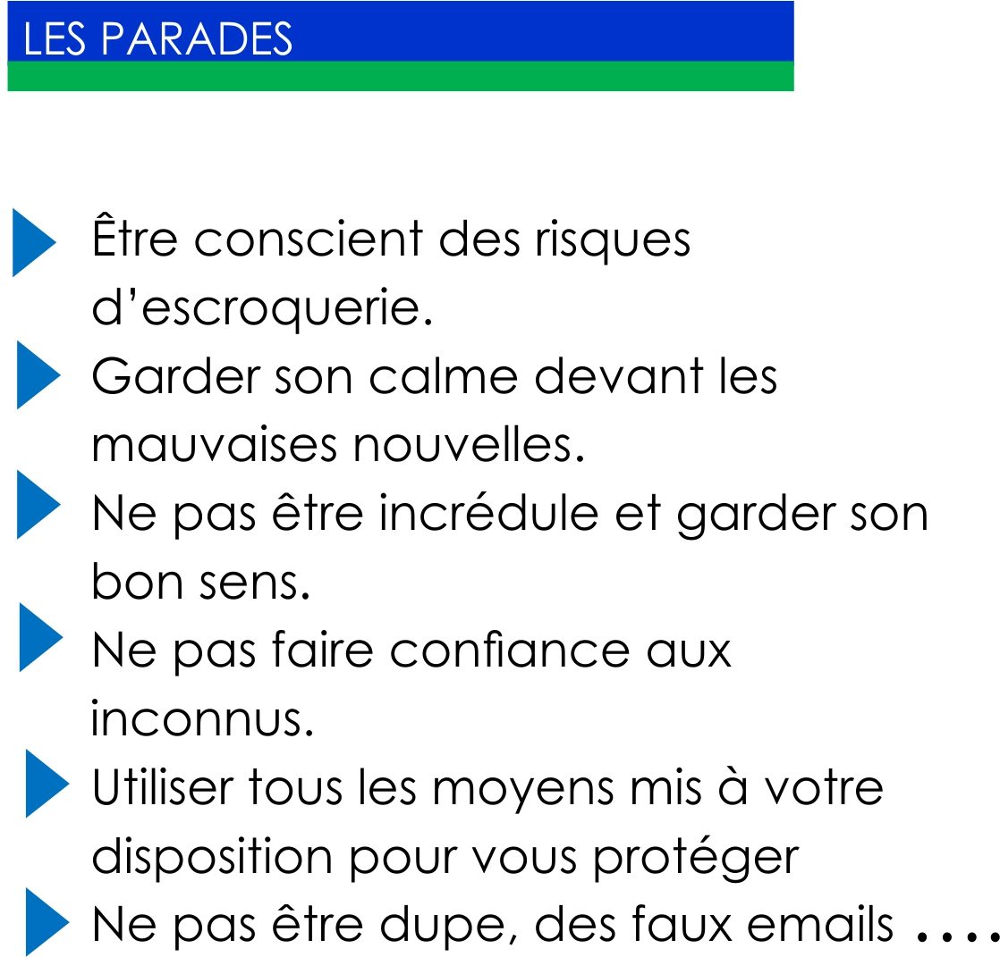 LES PARADES
Être conscient des risques
d’escroquerie.
Garder son calme devant les
mauvaises nouvelles.
Ne pas être incrédule et garder son
bon sens.
Ne pas faire confiance aux
inconnus.
Utiliser tous les moyens mis à votre
disposition pour vous protéger
Ne pas être dupe, des faux emails ....